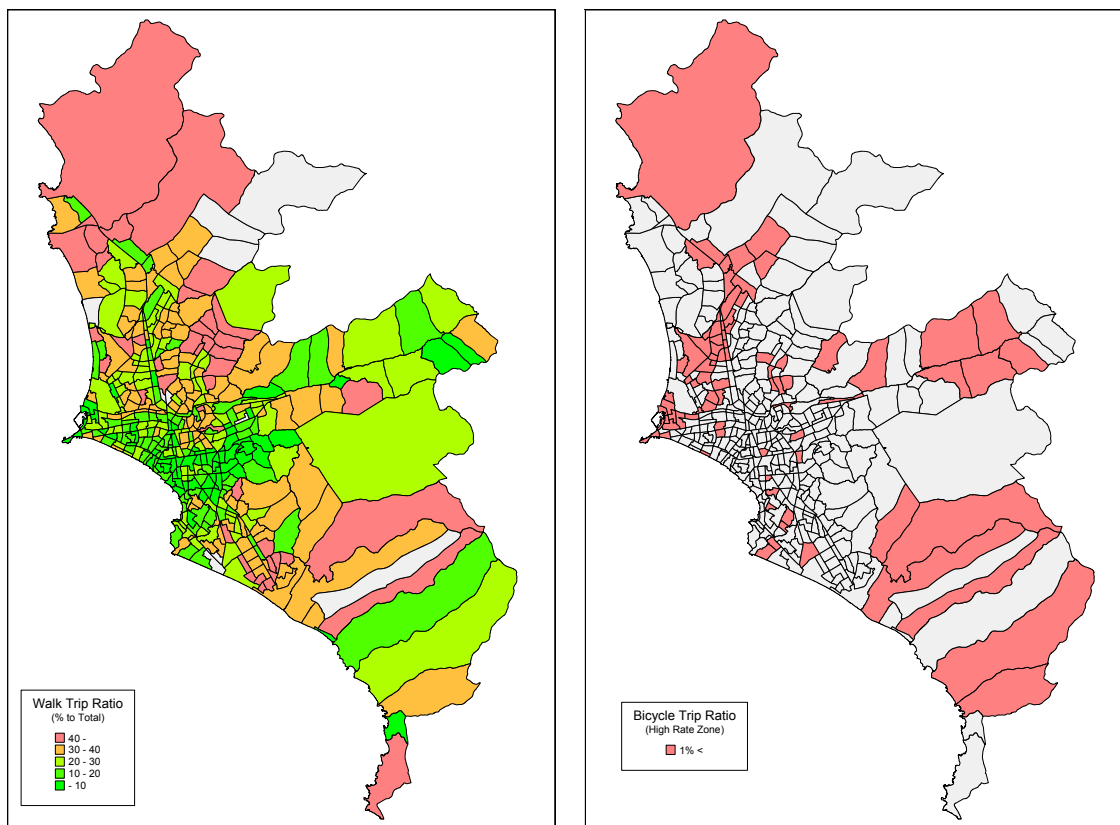 Walk Trip Ratio
(% to Total)
40 -
30 - 40
20 - 30
10 - 20
- 10
Bicycle Trip Ratio
(High Rate Zone)
1% <